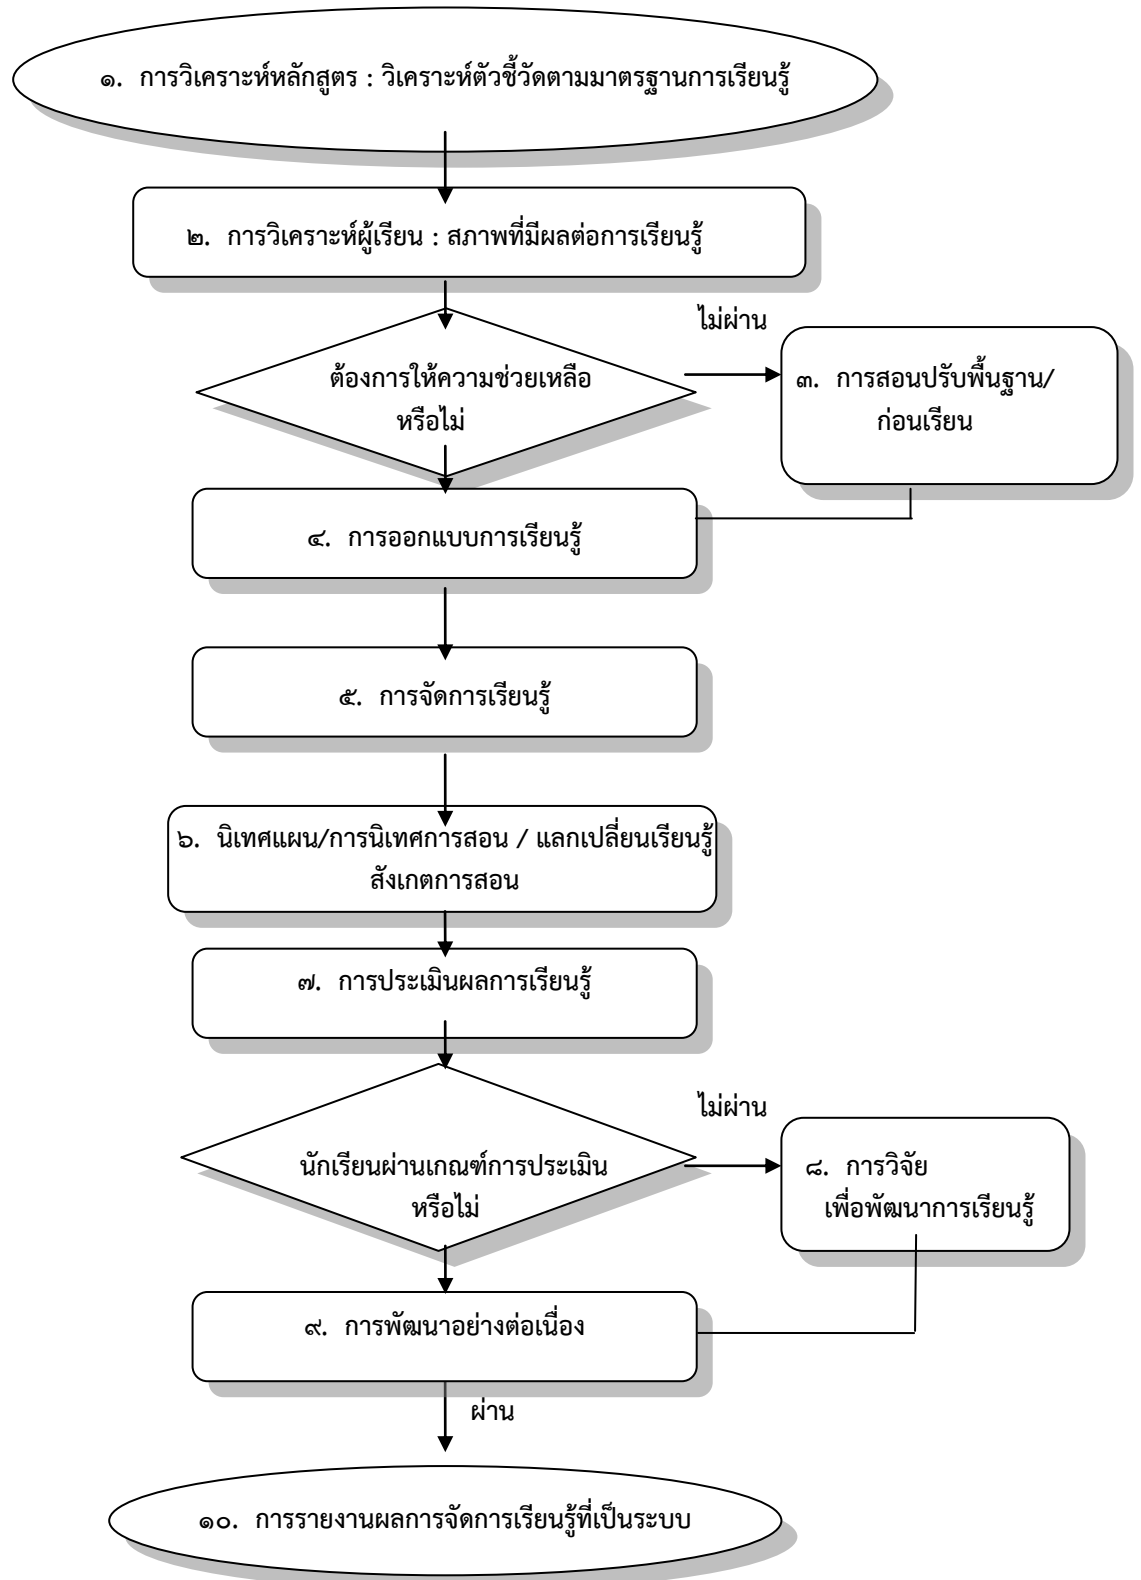 ๑. การวิเคราะห์หลักสูตร : วิเคราะห์ตัวชี้วัดตามมาตรฐานการเรียนรู้
๒. การวิเคราะห์ผู้เรียน : สภาพที่มีผลต่อการเรียนรู้
ไม่ผ่าน
ต้องการให้ความช่วยเหลือ
หรือไม่
๓. การสอนปรับพื้นฐาน/
ก่อนเรียน
๔. การออกแบบการเรียนรู้
๕. การจัดการเรียนรู้
๖. นิเทศแผน/การนิเทศการสอน / แลกเปลี่ยนเรียนรู้
สังเกตการสอน
๗. การประเมินผลการเรียนรู้
ไม่ผ่าน
นักเรียนผ่านเกณฑ์การประเมิน
หรือไม่
๘. การวิจัย
เพื่อพัฒนาการเรียนรู้
๙. การพัฒนาอย่างต่อเนื่อง
ผ่าน
๑๐. การรายงานผลการจัดการเรียนรู้ที่เป็นระบบ